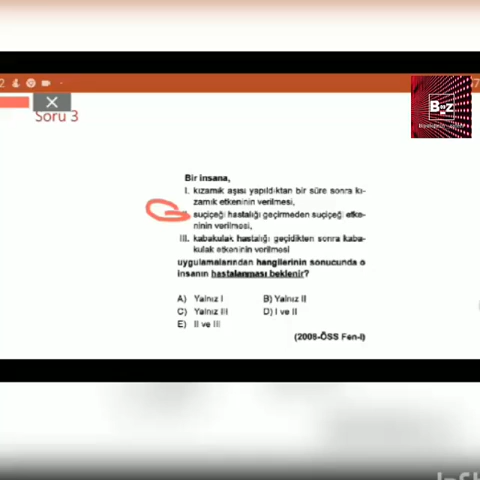 Soru 3
Bir insana,
I. kızamık aşısı yapıldıktan bir süre sonra kı-
zamık etkeninin verilmesi,
suçiçeği hastalığı geçirmeden suçiçeği etke-
ninin verilmesi,
III. kabakulak hastalığı geçidikten sonra kaba-
kulak etkeninin verilmesi
uygulamalarından hangilerinin sonucunda o
insanın hastalanması beklenir?
A) Yalnız I B) Yalnız II
C) Yalnız III D) I ve II
E) II ve III
(2008-ÖSS Fen-I)